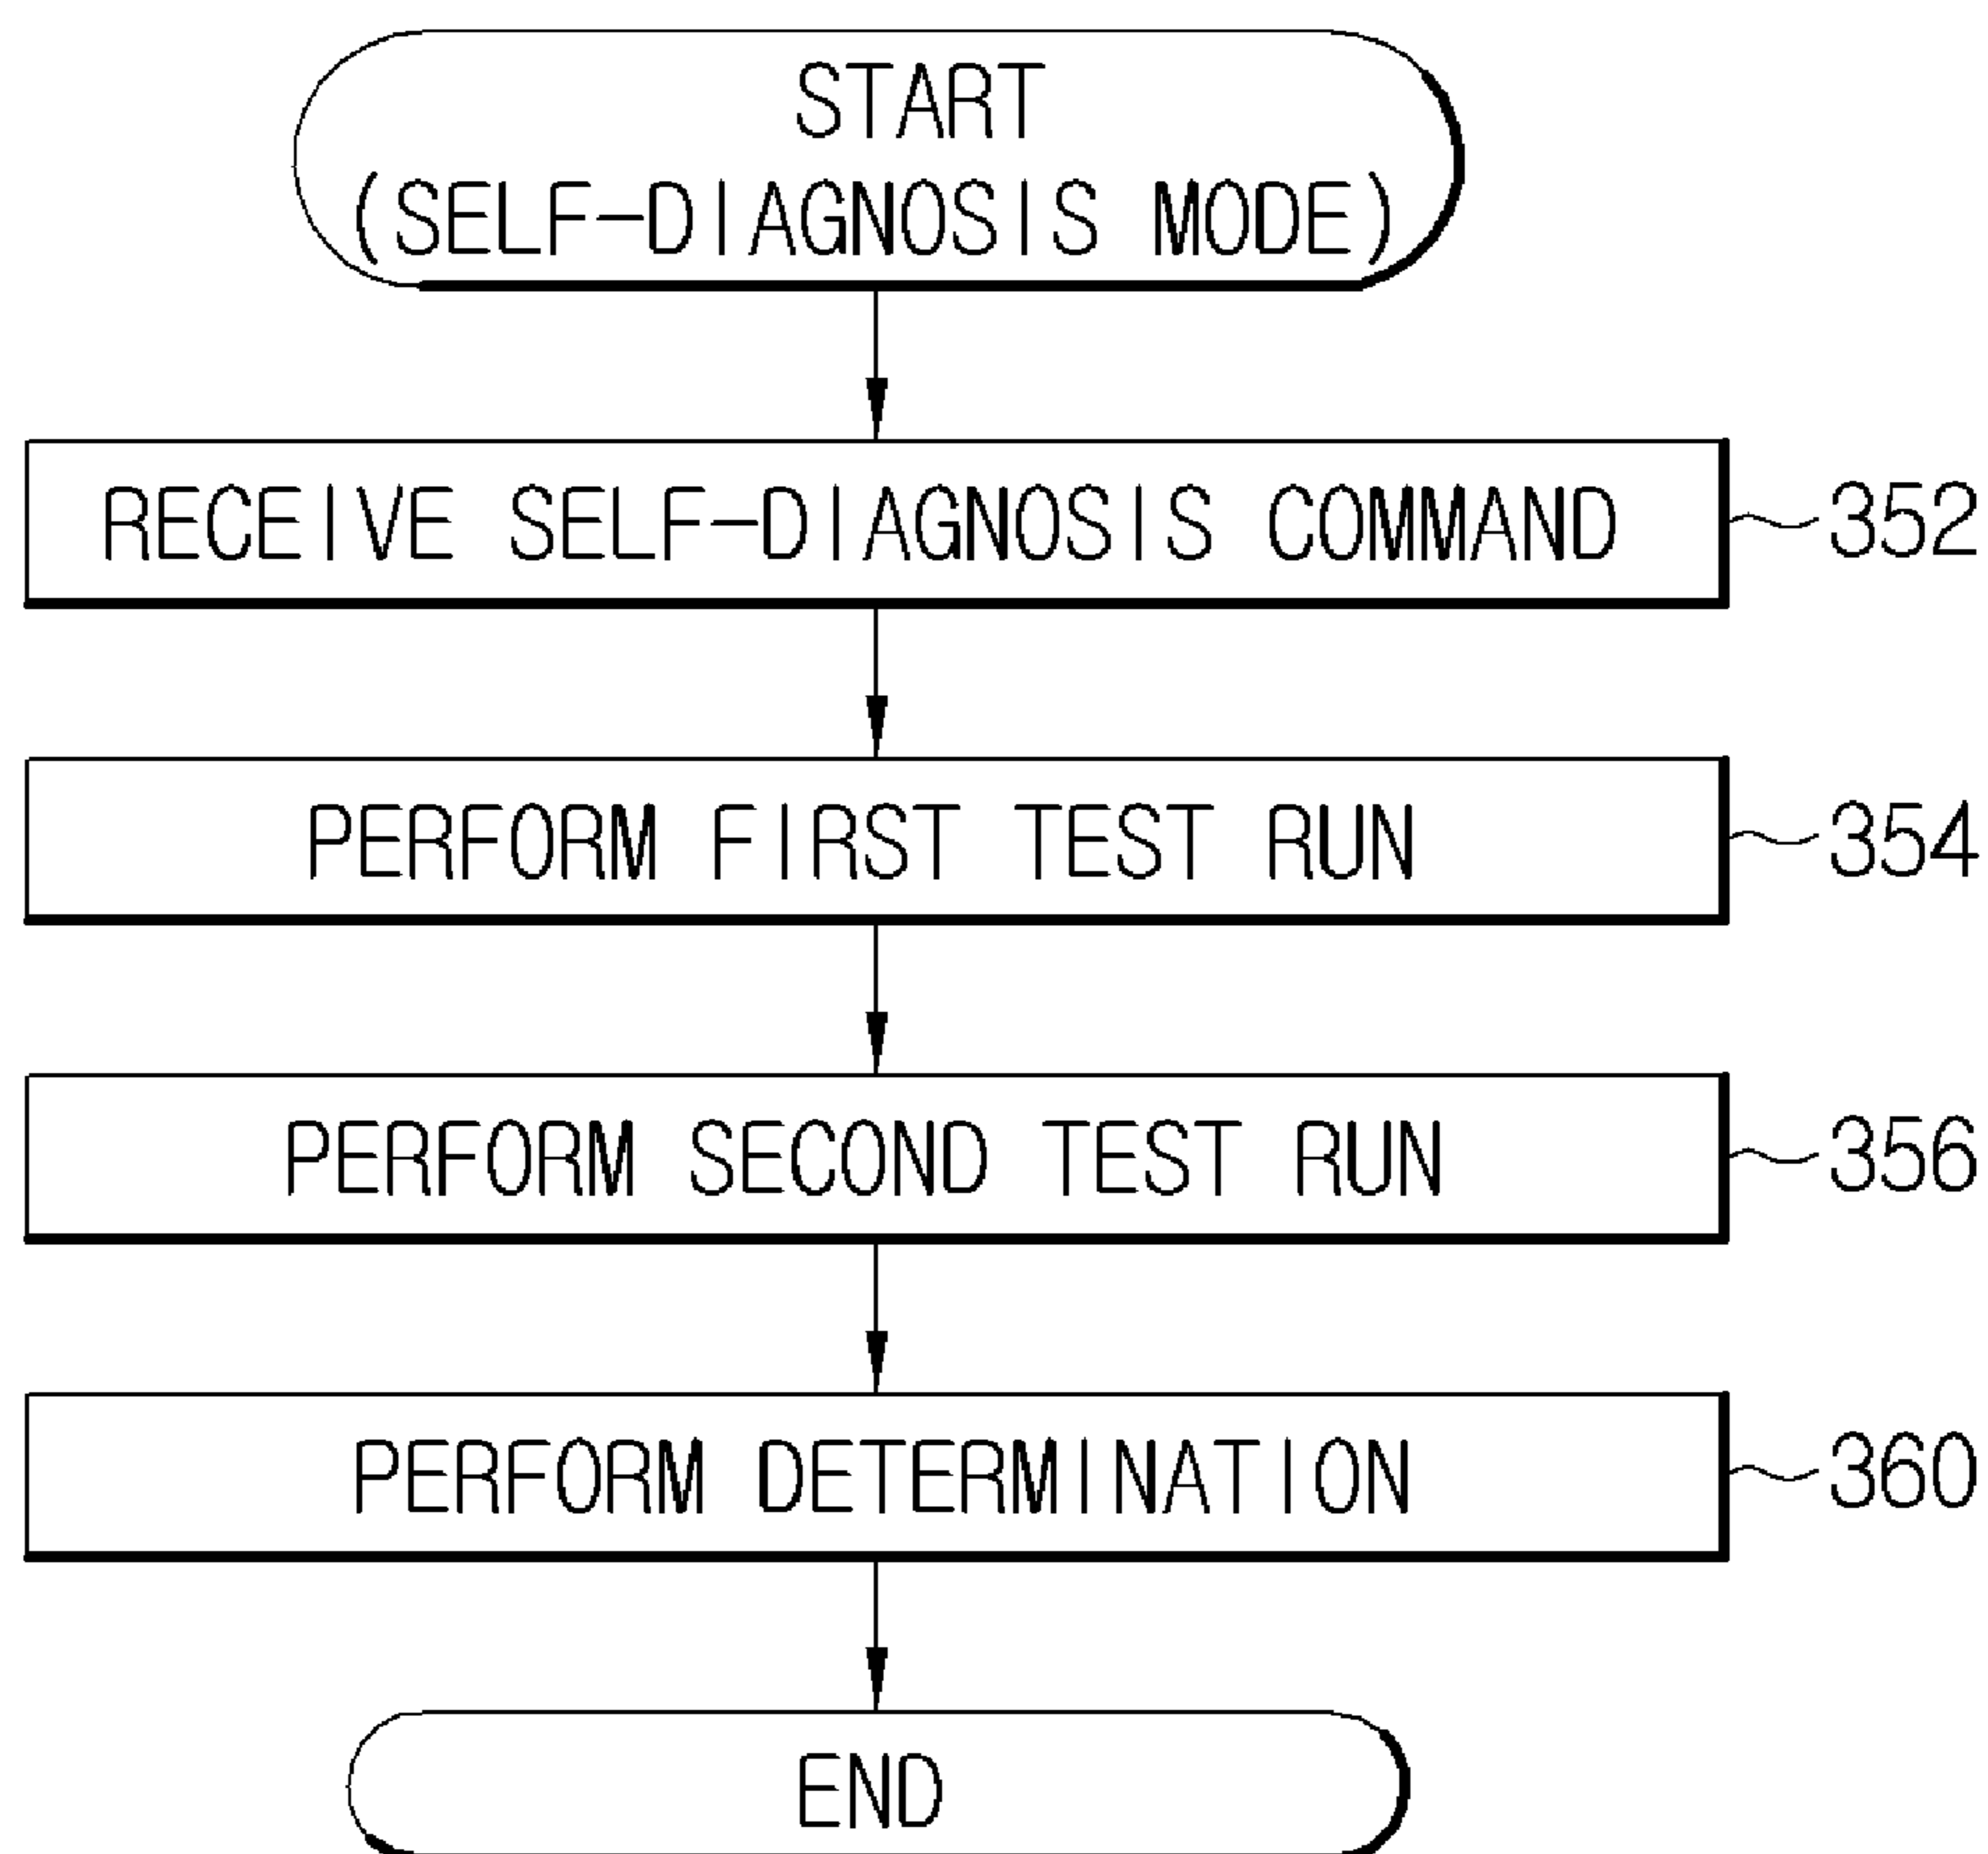 START
(SELF-DIAGNOSIS MODE)
RECEIVE SELF-DIAGNOSIS COMMAND
352
PERFORM FIRST TEST RUN
354
PERFORM SECOND TEST RUN
356
PERFORM DETERMINATION
360
END